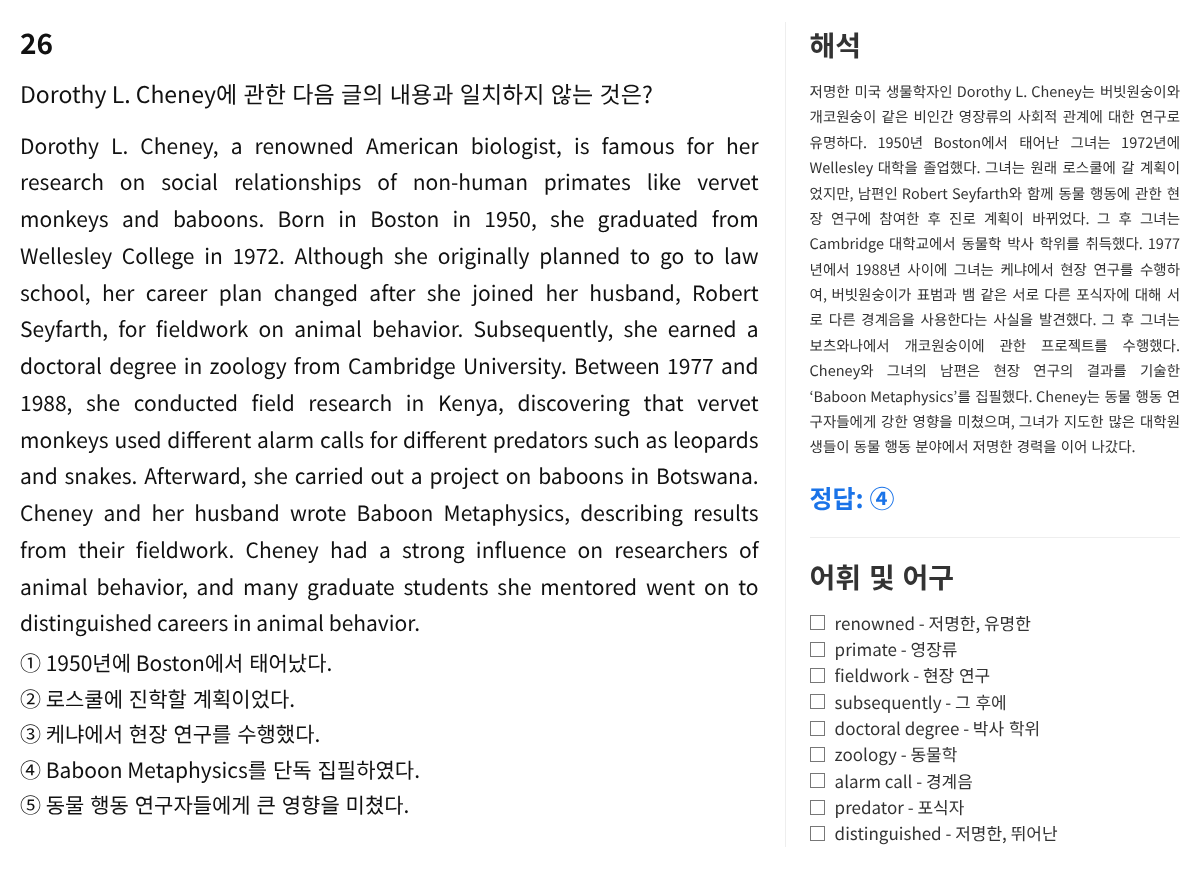 26
Dorothy L. Cheney에 관한 다음 글의 내용과 일치하지 않는 것은?
Dorothy L. Cheney, a renowned American biologist, is famous for her
research on social relationships of non-human primates like vervet
monkeys and baboons. Born in Boston in 1950, she graduated from
Wellesley College in 1972. Although she originally planned to go to law
school, her career plan changed after she joined her husband, Robert
Seyfarth, for fieldwork on animal behavior. Subsequently, she earned a
doctoral degree in zoology from Cambridge University. Between 1977 and
1988, she conducted field research in Kenya, discovering that vervet
monkeys used different alarm calls for different predators such as leopards
and snakes. Afterward, she carried out a project on baboons in Botswana.
Cheney and her husband wrote Baboon Metaphysics, describing results
from their fieldwork. Cheney had a strong influence on researchers of
animal behavior, and many graduate students she mentored went on to
distinguished careers in animal behavior.
① 1950년에 Boston에서 태어났다.
② 로스쿨에 진학할 계획이었다.
③ 케냐에서 현장 연구를 수행했다.
④ Baboon Metaphysics를 단독 집필하였다.
⑤ 동물 행동 연구자들에게 큰 영향을 미쳤다.
해석
저명한 미국 생물학자인 Dorothy L. Cheney는 버빗원숭이와
개코원숭이 같은 비인간 영장류의 사회적 관계에 대한 연구로
유명하다. 1950년 Boston에서 태어난 그녀는 1972년에
Wellesley 대학을 졸업했다. 그녀는 원래 로스쿨에 갈 계획이
었지만, 남편인 Robert Seyfarth와 함께 동물 행동에 관한 현
장 연구에 참여한 후 진로 계획이 바뀌었다. 그 후 그녀는
Cambridge 대학교에서 동물학 박사 학위를 취득했다. 1977
년에서 1988년 사이에 그녀는 케냐에서 현장 연구를 수행하
여, 버빗원숭이가 표범과 뱀 같은 서로 다른 포식자에 대해 서
로 다른 경계음을 사용한다는 사실을 발견했다. 그 후 그녀는
보츠와나에서 개코원숭이에 관한 프로젝트를 수행했다.
Cheney와 그녀의 남편은 현장 연구의 결과를 기술한
‘Baboon Metaphysics’를 집필했다. Cheney는 동물 행동 연
구자들에게 강한 영향을 미쳤으며, 그녀가 지도한 많은 대학원
생들이 동물 행동 분야에서 저명한 경력을 이어 나갔다.
정답: ④
어휘 및 어구
□ renowned - 저명한, 유명한
□ primate - 영장류
□ fieldwork - 현장 연구
□ subsequently - 그 후에
□ doctoral degree - 박사 학위
□ zoology - 동물학
□ alarm call - 경계음
□ predator - 포식자
□ distinguished - 저명한, 뛰어난